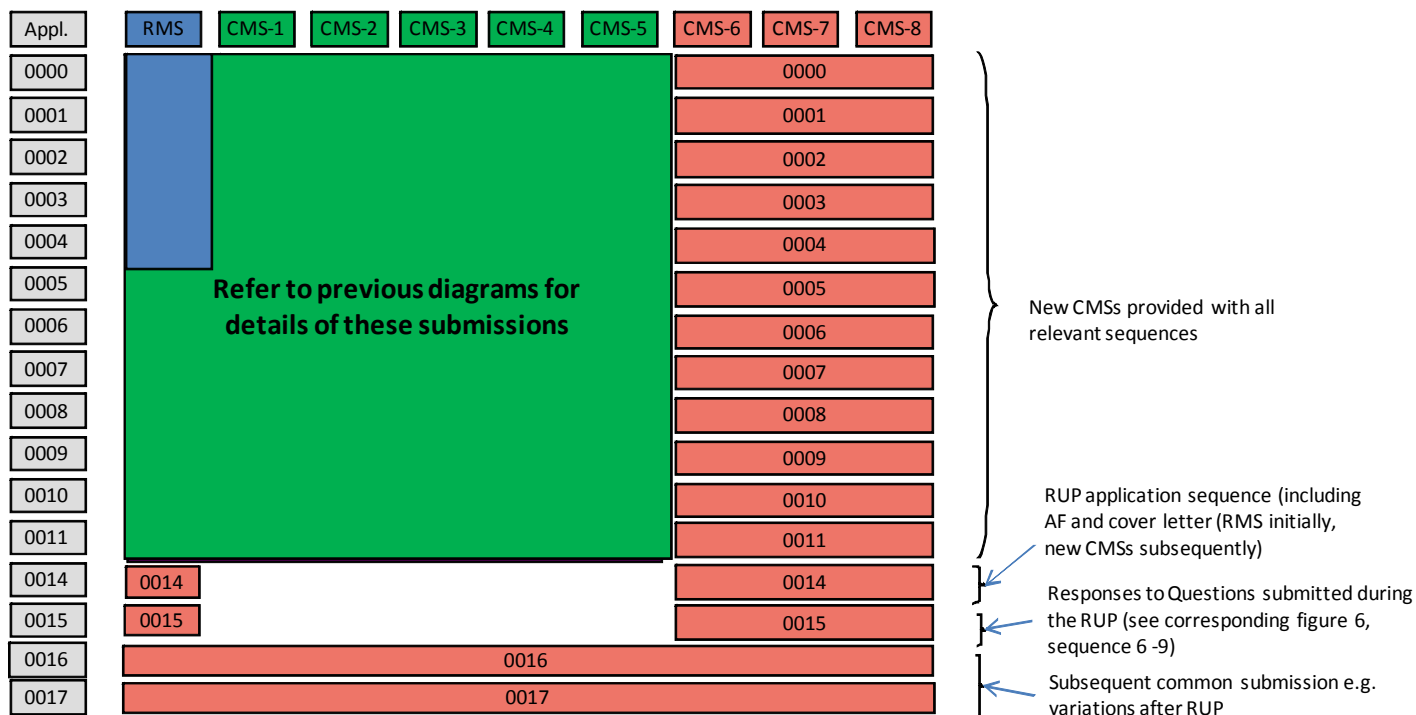 Appl. RMS CMS-1 CMS-2 CMS-3 CMS-4 CMS-5 CMS-6 CMS-7 CMS-8
0000 0000
0001 0001
0002 0002
0003 0003
0004 0004
0005 0005
Refer to previous diagrams for
details of these submissions
0006 0006
New CMSs provided with all
relevant sequences
0007 0007
0008 0008
0009 0009
0010 0010
0011 0011
RUP application sequence (including
AF and cover letter (RMS initially,
new CMSs subsequently)
0014 0014 0014
0015 0015 0015
Responses to Questions submitted during
the RUP (see corresponding figure 6,
sequence 6 -9)
0016 0016
0017 0017
Subsequent common submission e.g.
variations after RUP